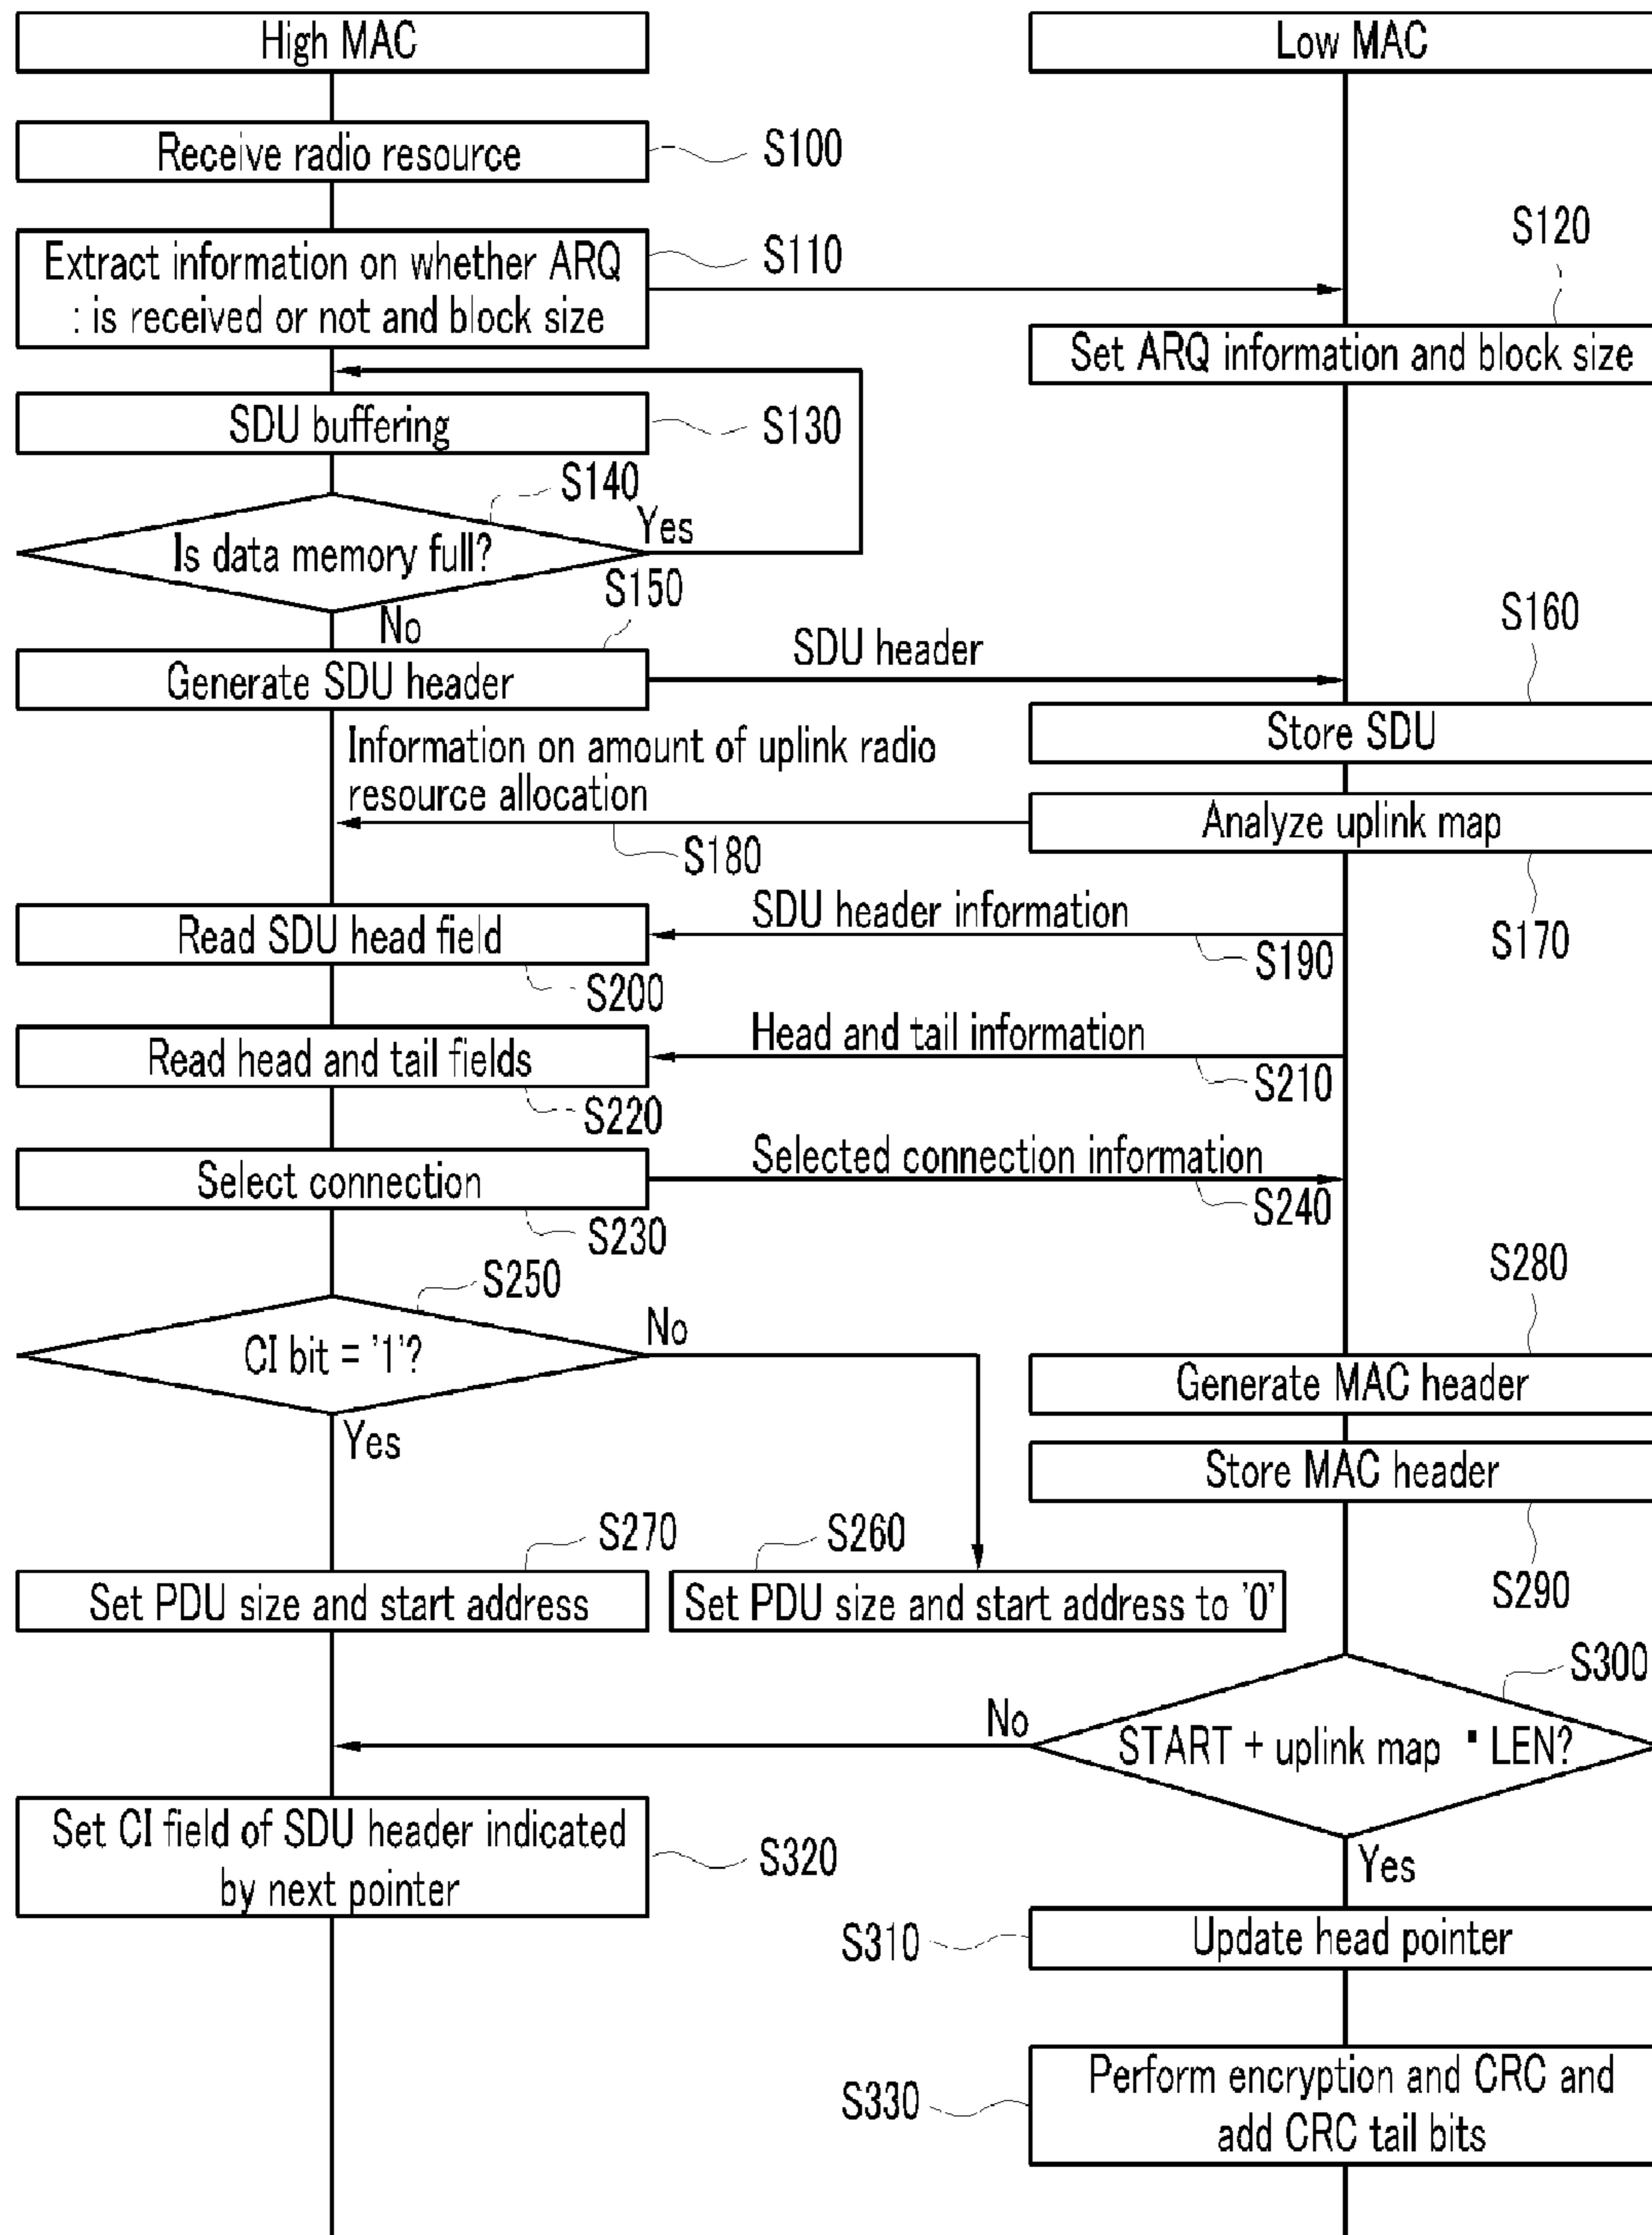 High MAC
Low MAC
Receive radio resource
S100
S120
Extract information on whether ARQ
: is received or not and block size
S110
Set ARQ information and block size
SDU buffering
S130
S140
Is data memory full?
Yes
No
S150
S160
Generate SDU header
SDU header
Store SDU
Information on amount of uplink radio
resource allocation
Analyze uplink map
S180
S170
Read SDU head field
SDU header information
S190
S200
Read head and tail fields
Head and tail information
S210
S220
Select connection
Selected connection information
S240
S230
S250
S280
CI bit = '1'?
No
Yes
Generate MAC header
Store MAC header
S290
S270
S260
Set PDU size and start address
Set PDU size and start address to '0'
S300
START + uplink map ▪ LEN?
No
Yes
Set CI field of SDU header indicated
by next pointer
S320
S310
Update head pointer
S330
Perform encryption and CRC and
add CRC tail bits